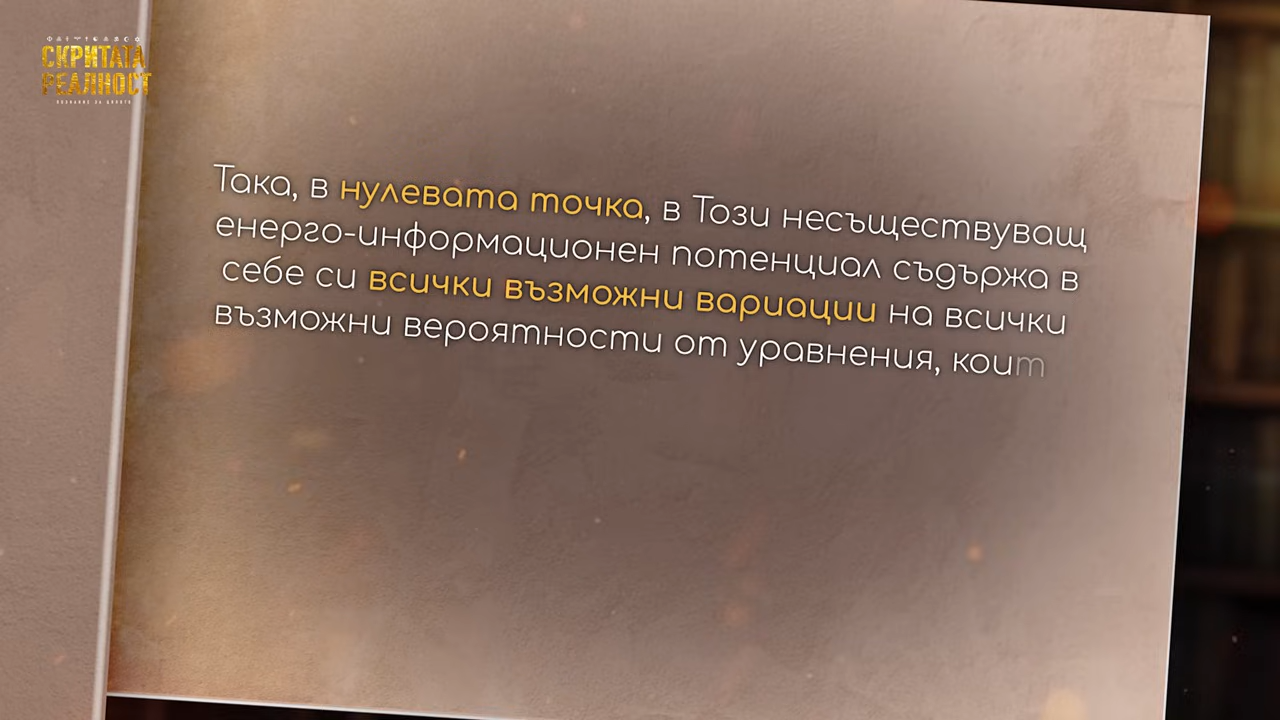 СКРИТАТА
РЕАЛНОСТ
Така, в нулевата точка, в Този несъществуващ
енерго-информационен потенциал съдържа в
себе си всички възможни вариации на всички
възможни вероятности от уравнения, коит